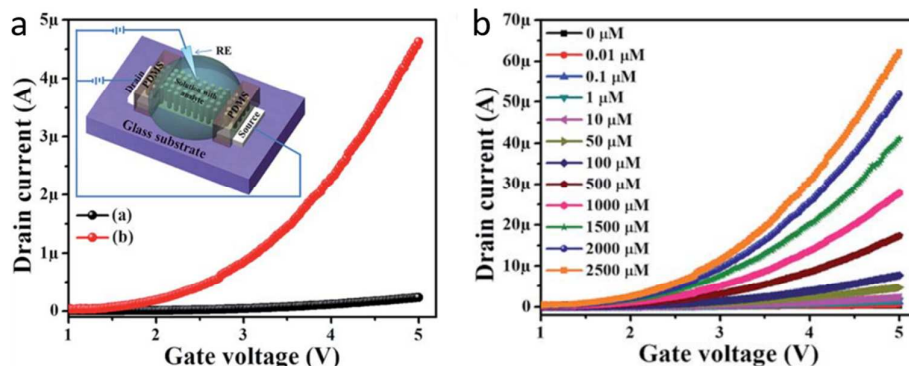 a
5μ
4μ
3μ
2μ
1μ
0
Drain current (A)
1 2 3 4 5
Gate voltage (V)
RE
Drain
PDMS
Solution with
analyte
PDMS
Source
Glass substrate
(a)
(b)
b
70μ
60μ
50μ
40μ
30μ
20μ
10μ
0
Drain current (A)
1 2 3 4 5
Gate voltage (V)
0 μM
0.01 μM
0.1 μM
1 μM
10 μM
50 μM
100 μM
500 μM
1000 μM
1500 μM
2000 μM
2500 μM